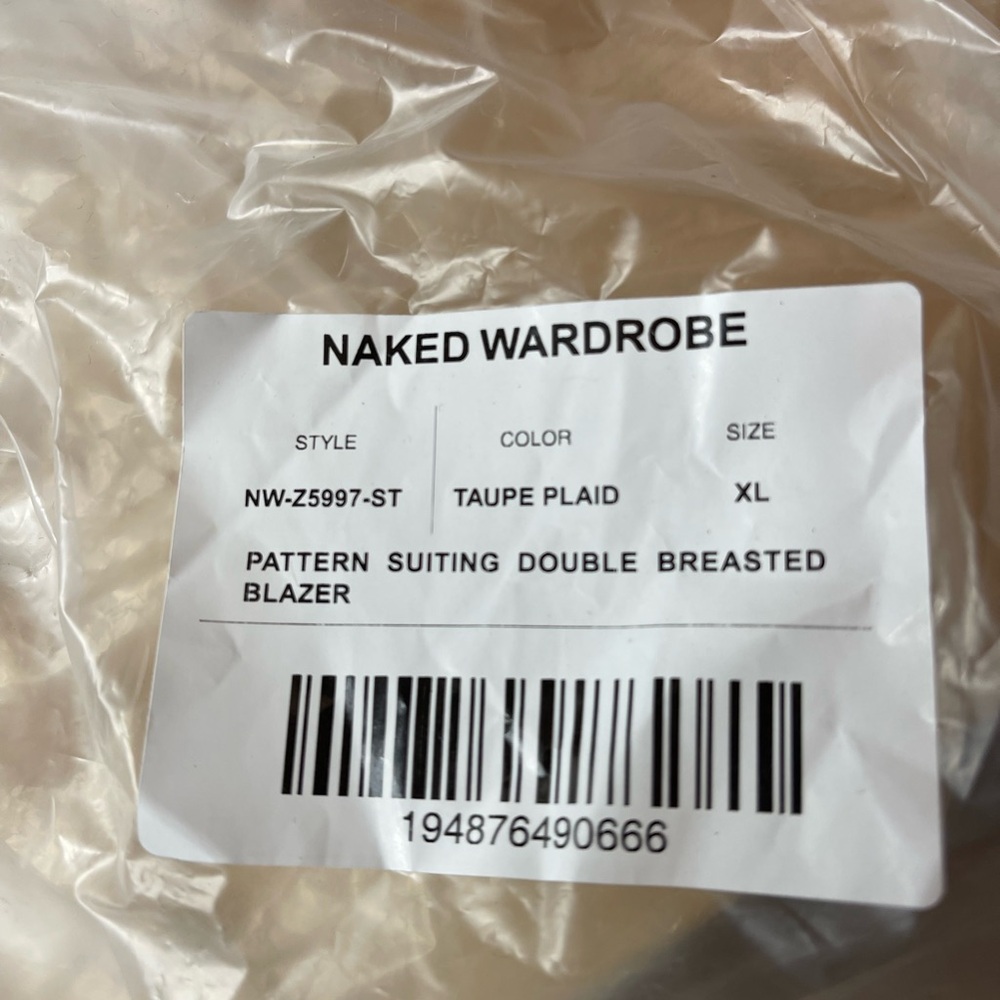 NAKED WARDROBE
STYLE COLOR SIZE
NW-Z5997-ST TAUPE PLAID XL
PATTERN SUITING DOUBLE BREASTED
BLAZER
194876490666